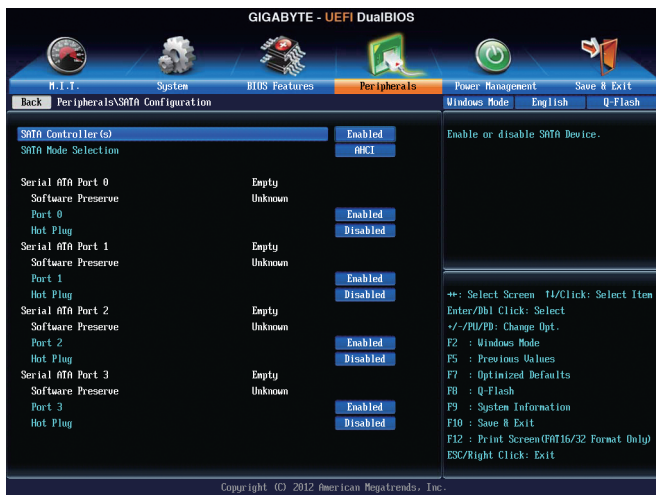 GIGABYTE - UEFI DualBIOS
M.I.T. System BIOS Features Peripherals Power Management Save & Exit
Back Peripherals\SATA Configuration Windows Mode English Q-Flash
SATA Controller(s) Enabled
SATA Mode Selection AHCI
Serial ATA Port 0 Empty
Software Preserve Unknown
Port 0 Enabled
Hot Plug Disabled
Serial ATA Port 1 Empty
Software Preserve Unknown
Port 1 Enabled
Hot Plug Disabled
Serial ATA Port 2 Empty
Software Preserve Unknown
Port 2 Enabled
Hot Plug Disabled
Serial ATA Port 3 Empty
Software Preserve Unknown
Port 3 Enabled
Hot Plug Disabled
Enable or disable SATA Device.
→←: Select Screen ↑↓/Click: Select Item
Enter/Dbl Click: Select
+/-/PU/PD: Change Opt.
F2 : Windows Mode
F5 : Previous Values
F7 : Optimized Defaults
F8 : Q-Flash
F9 : System Information
F10 : Save & Exit
F12 : Print Screen(FAT16/32 Format Only)
ESC/Right Click: Exit
Copyright (C) 2012 American Megatrends, Inc.